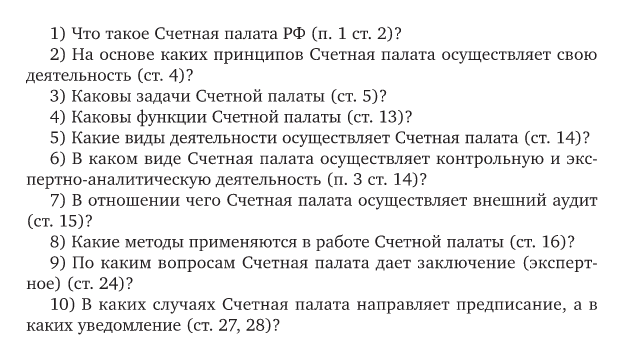 1) Что такое Счетная палата РФ (п. 1 ст. 2)?
2) На основе каких принципов Счетная палата осуществляет свою
деятельность (ст. 4)?
3) Каковы задачи Счетной палаты (ст. 5)?
4) Каковы функции Счетной палаты (ст. 13)?
5) Какие виды деятельности осуществляет Счетная палата (ст. 14)?
6) В каком виде Счетная палата осуществляет контрольную и экс-
пертно-аналитическую деятельность (п. 3 ст. 14)?
7) В отношении чего Счетная палата осуществляет внешний аудит
(ст. 15)?
8) Какие методы применяются в работе Счетной палаты (ст. 16)?
9) По каким вопросам Счетная палата дает заключение (эксперт-
ное) (ст. 24)?
10) В каких случаях Счетная палата направляет предписание, а в
каких уведомление (ст. 27, 28)?